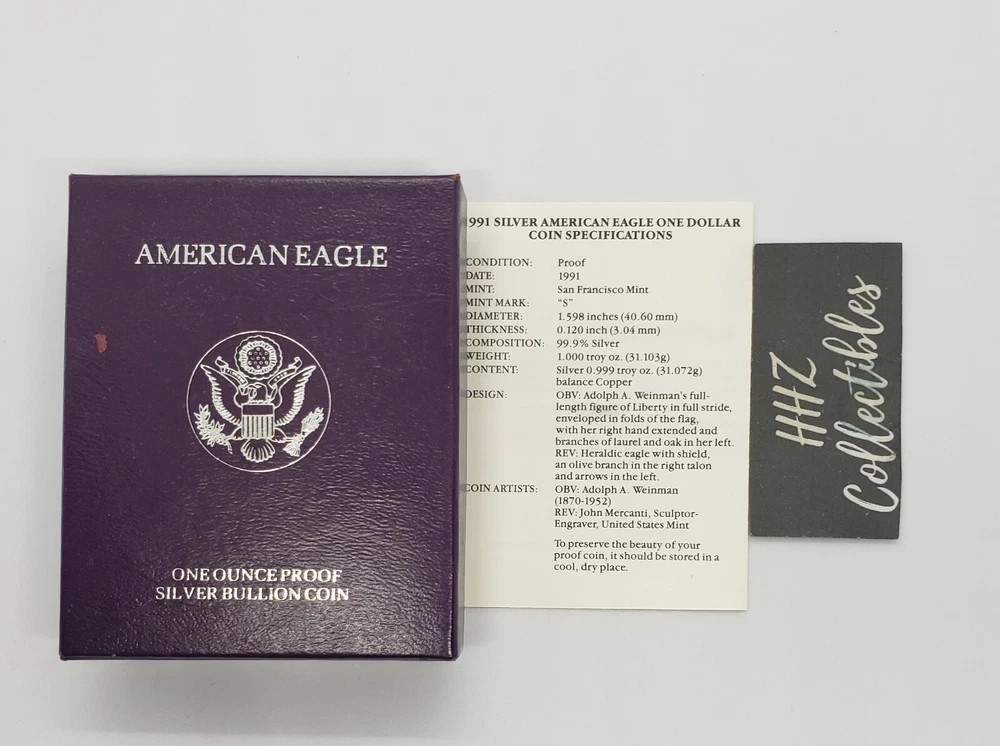 AMERICAN EAGLE
ONE OUNCE PROOF
SILVER BULLION COIN
991 SILVER AMERICAN EAGLE ONE DOLLAR
COIN SPECIFICATIONS
CONDITION: Proof
DATE: 1991
MINT: San Francisco Mint
MINT MARK: "S"
DIAMETER: 1.598 inches (40.60 mm)
THICKNESS: 0.120 inch (3.04 mm)
COMPOSITION: 99.9% Silver
WEIGHT: 1.000 troy oz. (31.103g)
CONTENT: Silver 0.999 troy oz. (31.072g)
balance Copper
DESIGN: OBV: Adolph A. Weinman's full-
length figure of Liberty in full stride,
enveloped in folds of the flag,
with her right hand extended and
branches of laurel and oak in her left.
REV: Heraldic eagle with shield,
an olive branch in the right talon
and arrows in the left.
COIN ARTISTS: OBV: Adolph A. Weinman
(1870-1952)
REV: John Mercanti, Sculptor-
Engraver, United States Mint
To preserve the beauty of your
proof coin, it should be stored in a
cool, dry place.
HHZ
Collectibles